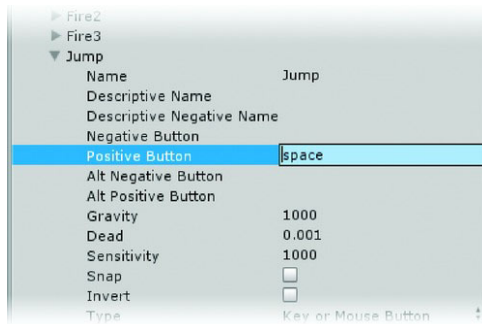 Fire2
Fire3
Jump
Name Jump
Descriptive Name
Descriptive Negative Name
Negative Button
Positive Button space
Alt Negative Button
Alt Positive Button
Gravity 1000
Dead 0.001
Sensitivity 1000
Snap
Invert
Type Key or Mouse Button